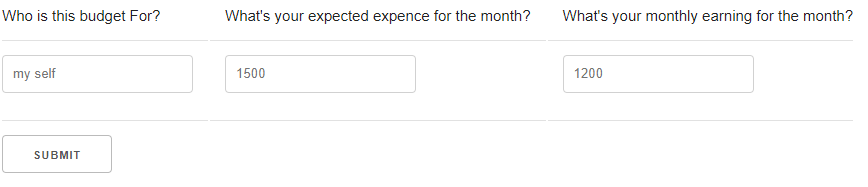 Who is this budget For? What's your expected expence for the month? What's your monthly earning for the month?
my self 1500 1200
SUBMIT